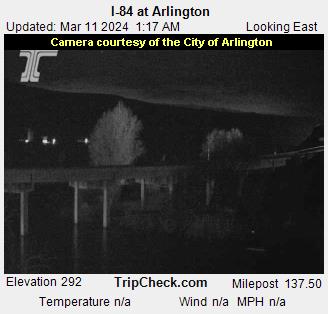 I-84 at Arlington
Updated: Mar 11 2024 1:17 AM Looking East
Camera courtesy of the City of Arlington
Elevation 292 TripCheck.com Milepost 137.50
Temperature n/a Wind n/a MPH n/a